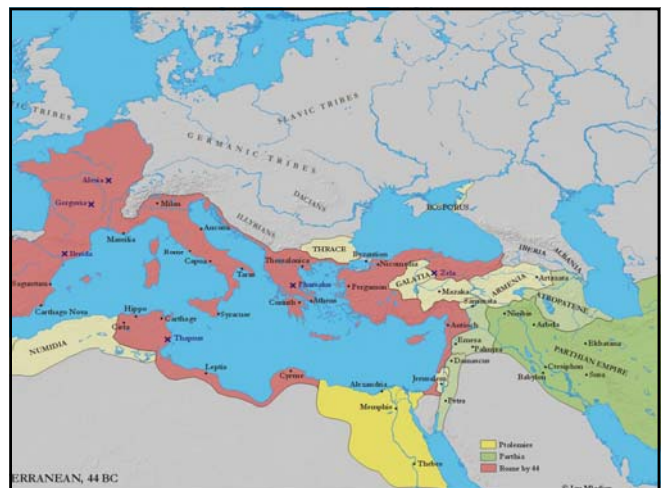 TIC TRIBES
SLAVIC TRIBES
GERMANIC TRIBES
DACIANS
ILLYRIANS
BOSPORUS
IBERIA
ALBANIA
Alesia
Gergovia
Milan
Massilia
Ancona
Ilerda
Rome
Capua
Taras
THRACE
Byzantion
Thessalonica
Nicomedia
GALATIA
Zela
ARMENIA
Artaxata
Pharsalus
Pergamon
Mazaka
Samosata
ATROPATENE
Saguntum
Corinth
Athens
Carthago Nova
Hippo
Carthage
Syracuse
Antioch
Nisibis
Arbela
Cirta
Thapsus
Emesa
Palmyra
Ekbatana
NUMIDIA
Damascus
PARTHIAN EMPIRE
Leptis
Cyrene
Alexandria
Jerusalem
Babylon
Ctesiphon
Susa
Memphis
Petra
Thebes
Ptolemies
Parthia
Rome by 44
ERRANEAN, 44 BC